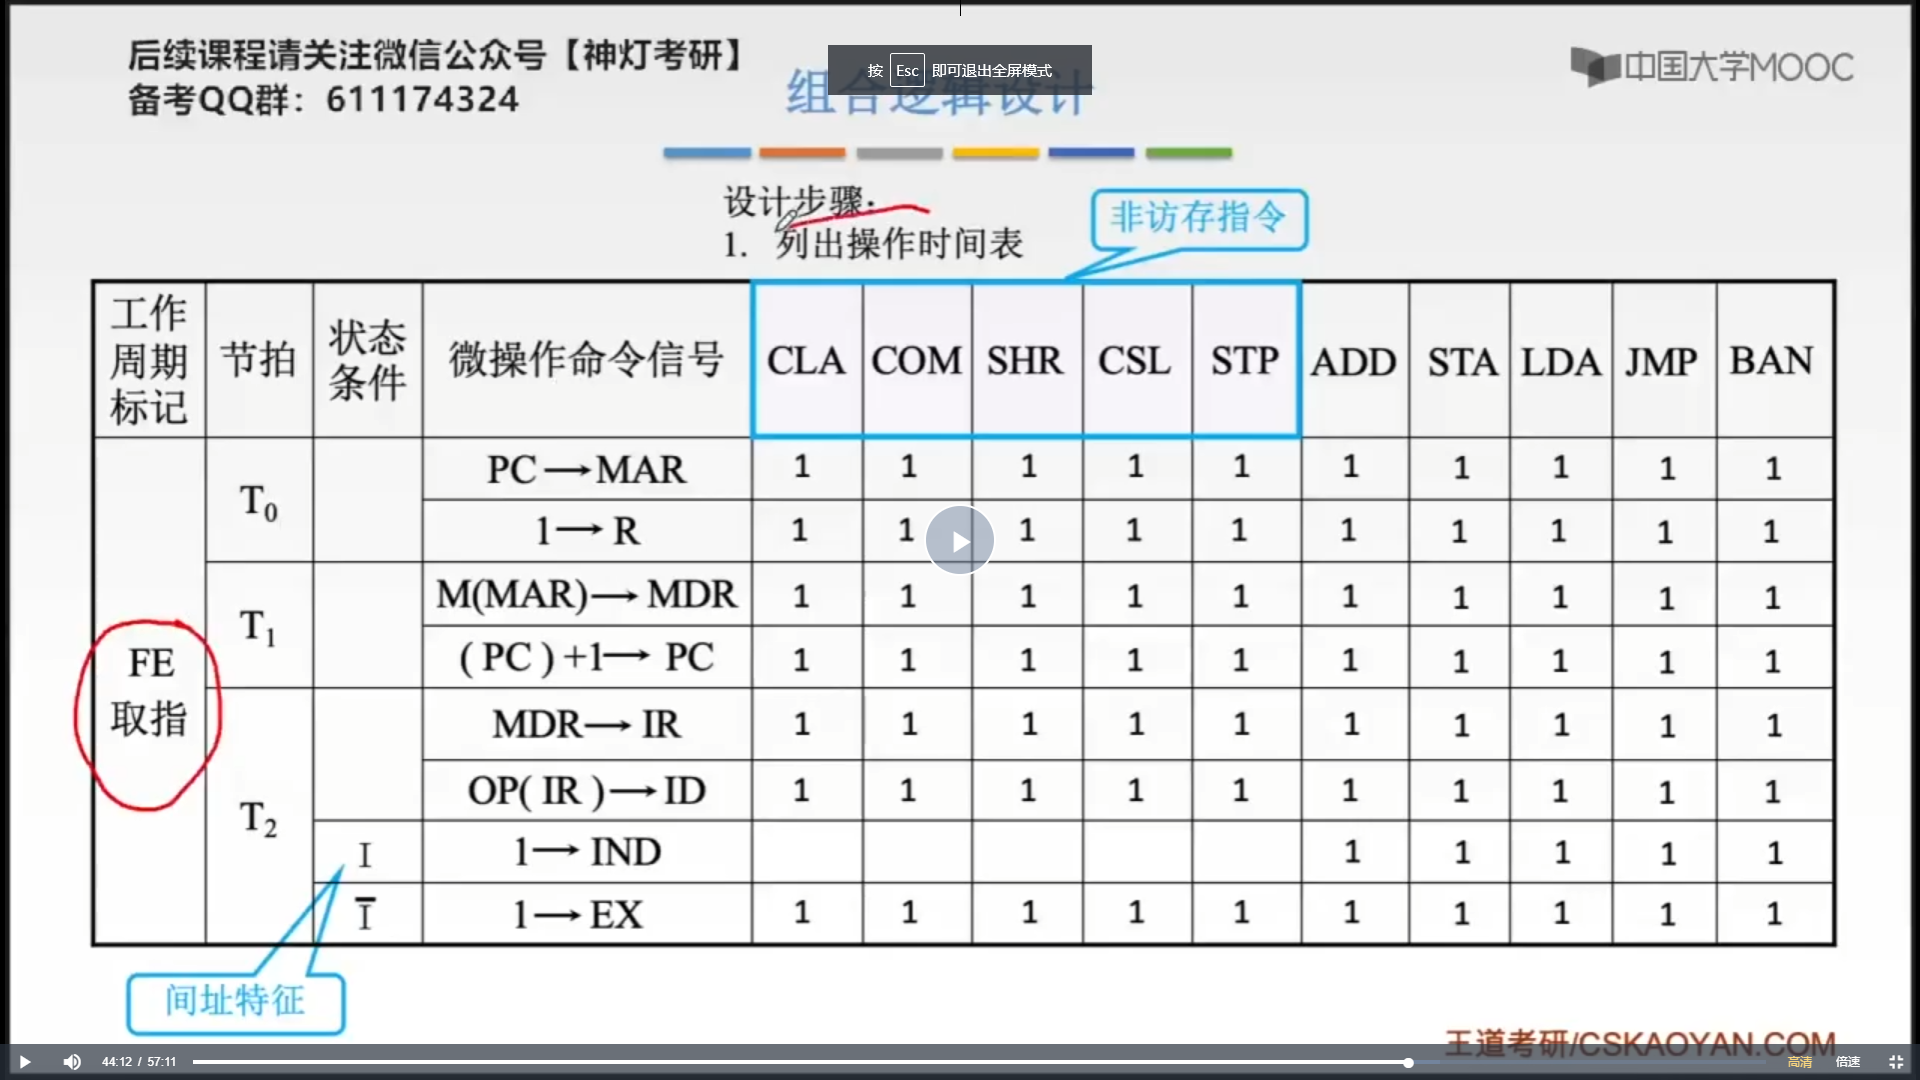 后续课程请关注微信公众号【神灯考研】
备考QQ群：611174324
按 Esc 即可退出全屏模式
组合逻辑设计
中国大学MOOC
设计步骤：
1. 列出操作时间表
非访存指令
工作周期标记 节拍 状态条件 微操作命令信号 CLA COM SHR CSL STP ADD STA LDA JMP BAN
FE 取指
T0 PC→MAR 1 1 1 1 1 1 1 1 1 1
1→R 1 1 1 1 1 1 1 1 1 1
T1 M(MAR)→MDR 1 1 1 1 1 1 1 1 1 1
(PC)+1→PC 1 1 1 1 1 1 1 1 1 1
T2 MDR→IR 1 1 1 1 1 1 1 1 1 1
OP(IR)→ID 1 1 1 1 1 1 1 1 1 1
I 1→IND 1 1 1 1 1
Ī 1→EX 1 1 1 1 1 1 1 1 1 1
间址特征
王道考研/CSKAOYAN.COM
44:12 / 57:11 高清 倍速